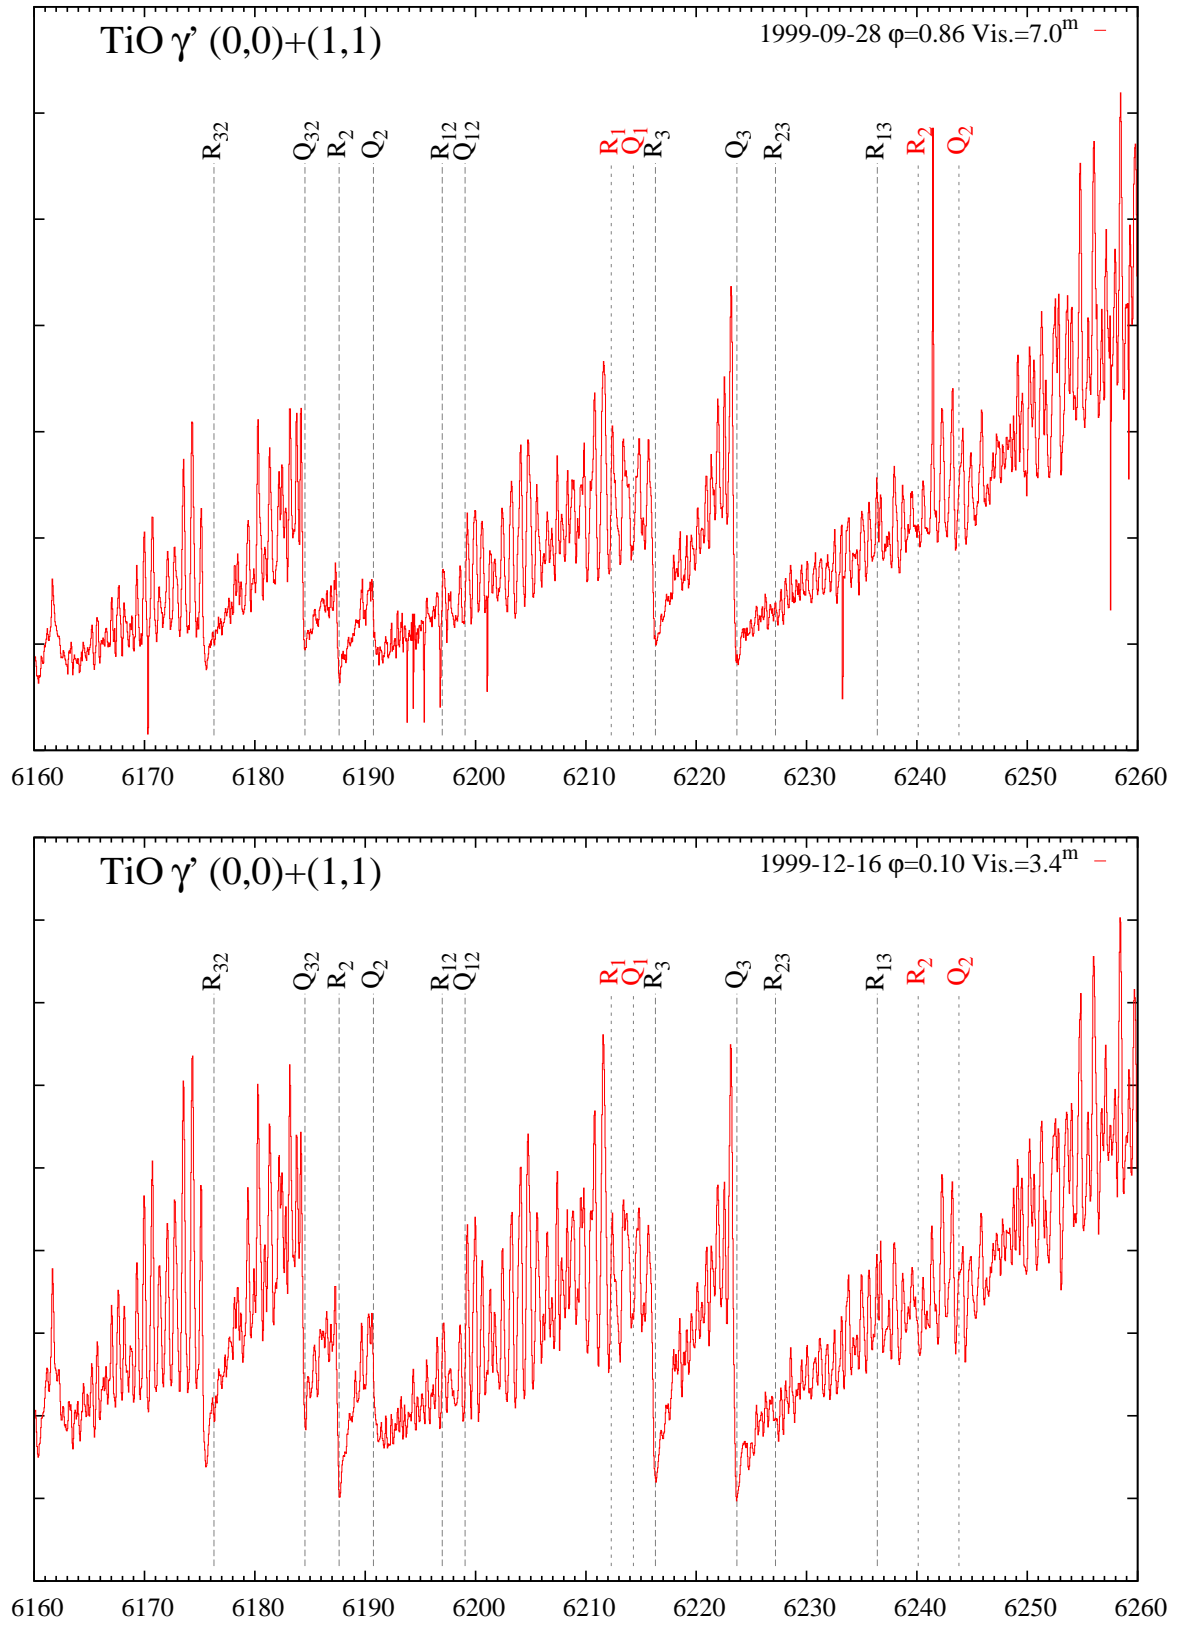 TiO γ’ (0,0)+(1,1)
1999-09-28 φ=0.86 Vis.=7.0m
R32 Q32 R2 Q2 R12 Q12 R1 Q1 R3 Q3 R23 R13 R2 Q2
6160 6170 6180 6190 6200 6210 6220 6230 6240 6250 6260
TiO γ’ (0,0)+(1,1)
1999-12-16 φ=0.10 Vis.=3.4m
R32 Q32 R2 Q2 R12 Q12 R1 Q1 R3 Q3 R23 R13 R2 Q2
6160 6170 6180 6190 6200 6210 6220 6230 6240 6250 6260